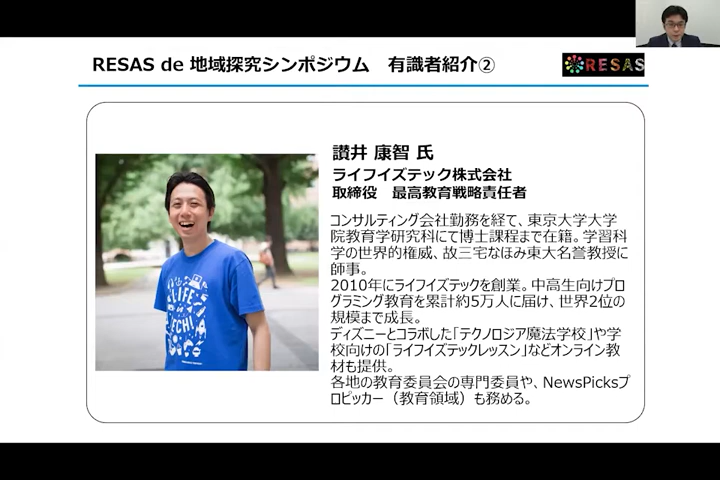 RESAS de 地域探究シンポジウム　有識者紹介②
RESAS
讃井 康智 氏
ライフイズテック株式会社
取締役　最高教育戦略責任者
コンサルティング会社勤務を経て、東京大学大学
院教育学研究科にて博士課程まで在籍。学習科
学の世界的権威、故三宅なほみ東大名誉教授に
師事。
2010年にライフイズテックを創業。中高生向けプロ
グラミング教育を累計約5万人に届け、世界2位の
規模まで成長。
ディズニーとコラボした「テクノロジア魔法学校」や学
校向けの「ライフイズテックレッスン」などオンライン教
材も提供。
各地の教育委員会の専門委員や、NewsPicksプ
ロピッカー（教育領域）も務める。
LIFE
IS
TECH!